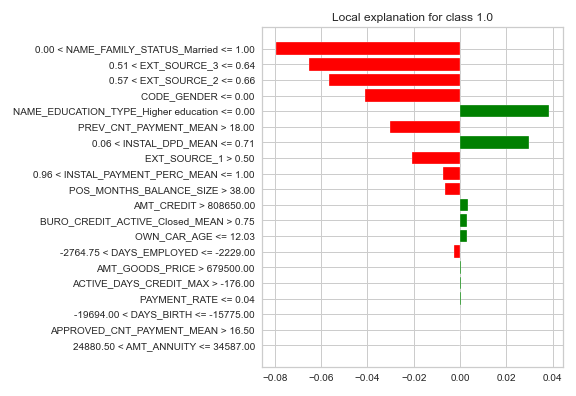 Local explanation for class 1.0
0.00 < NAME_FAMILY_STATUS_Married <= 1.00
0.51 < EXT_SOURCE_3 <= 0.64
0.57 < EXT_SOURCE_2 <= 0.66
CODE_GENDER <= 0.00
NAME_EDUCATION_TYPE_Higher education <= 0.00
PREV_CNT_PAYMENT_MEAN > 18.00
0.06 < INSTAL_DPD_MEAN <= 0.71
EXT_SOURCE_1 > 0.50
0.96 < INSTAL_PAYMENT_PERC_MEAN <= 1.00
POS_MONTHS_BALANCE_SIZE > 38.00
AMT_CREDIT > 808650.00
BURO_CREDIT_ACTIVE_Closed_MEAN > 0.75
OWN_CAR_AGE <= 12.03
-2764.75 < DAYS_EMPLOYED <= -2229.00
AMT_GOODS_PRICE > 679500.00
ACTIVE_DAYS_CREDIT_MAX > -176.00
PAYMENT_RATE <= 0.04
-19694.00 < DAYS_BIRTH <= -15775.00
APPROVED_CNT_PAYMENT_MEAN > 16.50
24880.50 < AMT_ANNUITY <= 34587.00
−0.08 −0.06 −0.04 −0.02 0.00 0.02 0.04